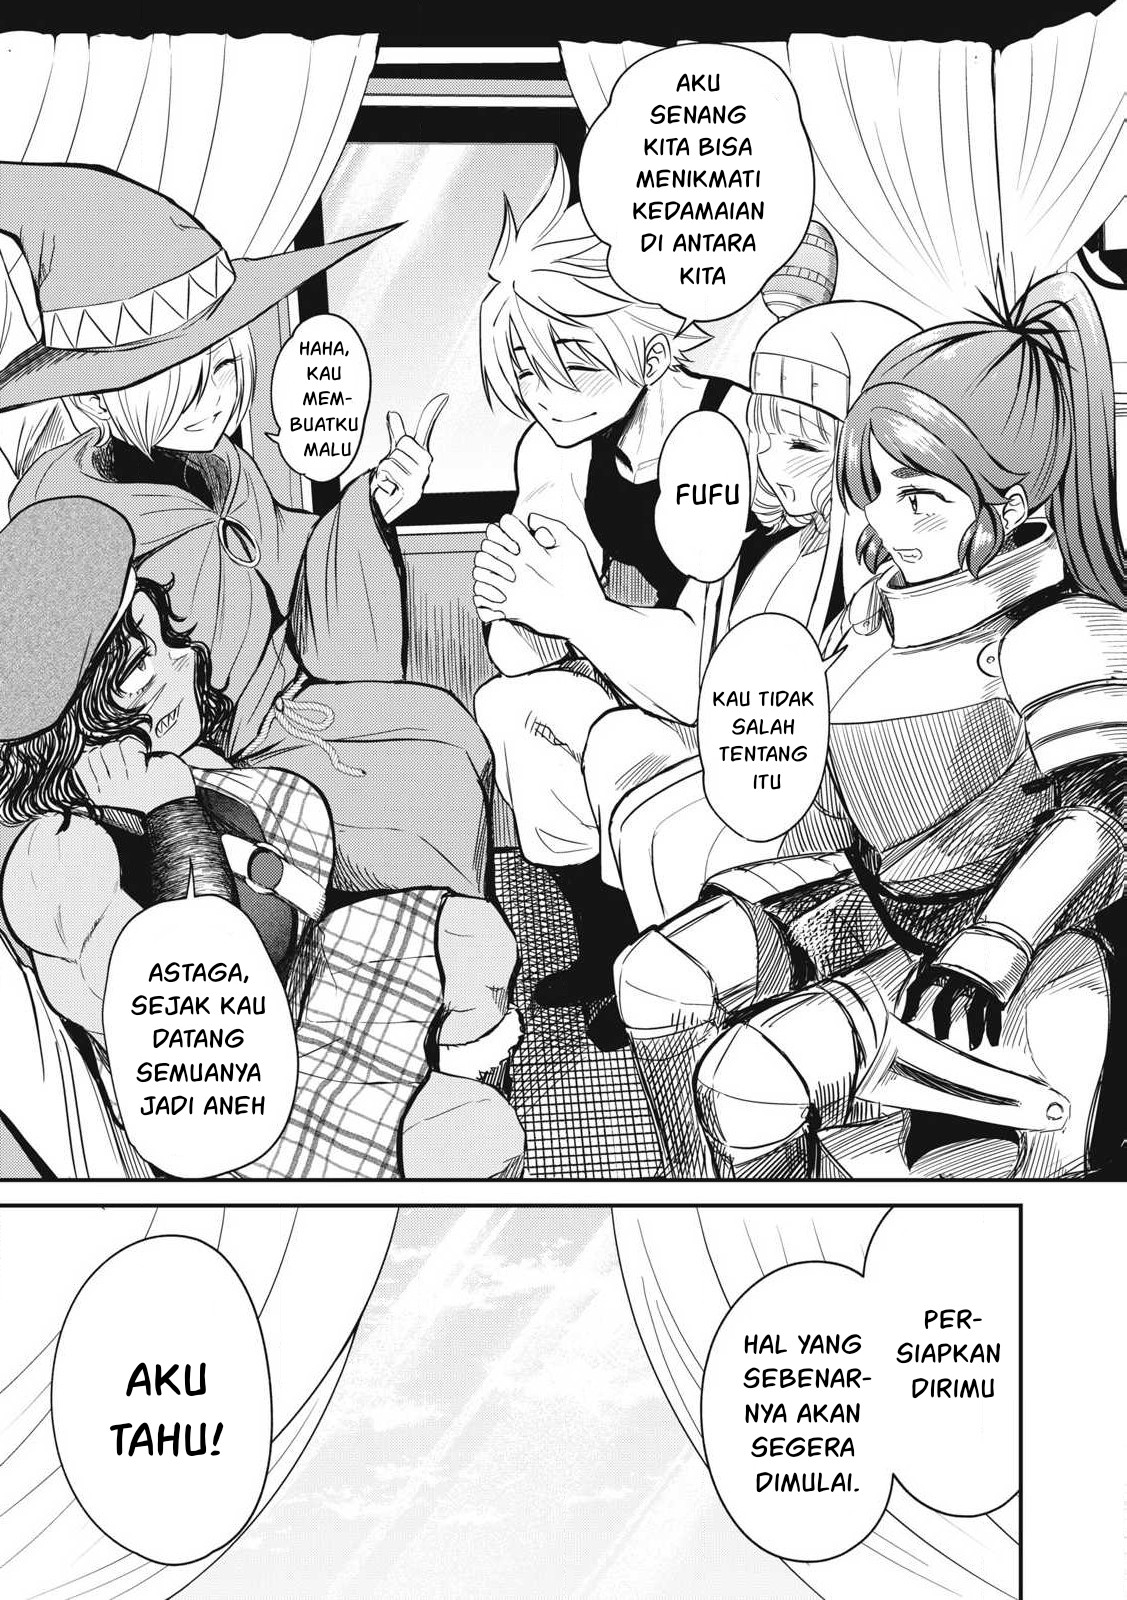 AKU
SENANG
KITA BISA
MENIKMATI
KEDAMAIAN
DI ANTARA
KITA
FUFU
HAHA,
KAU
MEM-
BUATKU
MALU
KAU TIDAK
SALAH
TENTANG
ITU
ASTAGA,
SEJAK KAU
DATANG
SEMUANYA
JADI ANEH
PER-
SIAPKAN
DIRIMU
HAL YANG
SEBENAR-
NYA AKAN
SEGERA
DIMULAI.
AKU
TAHU!